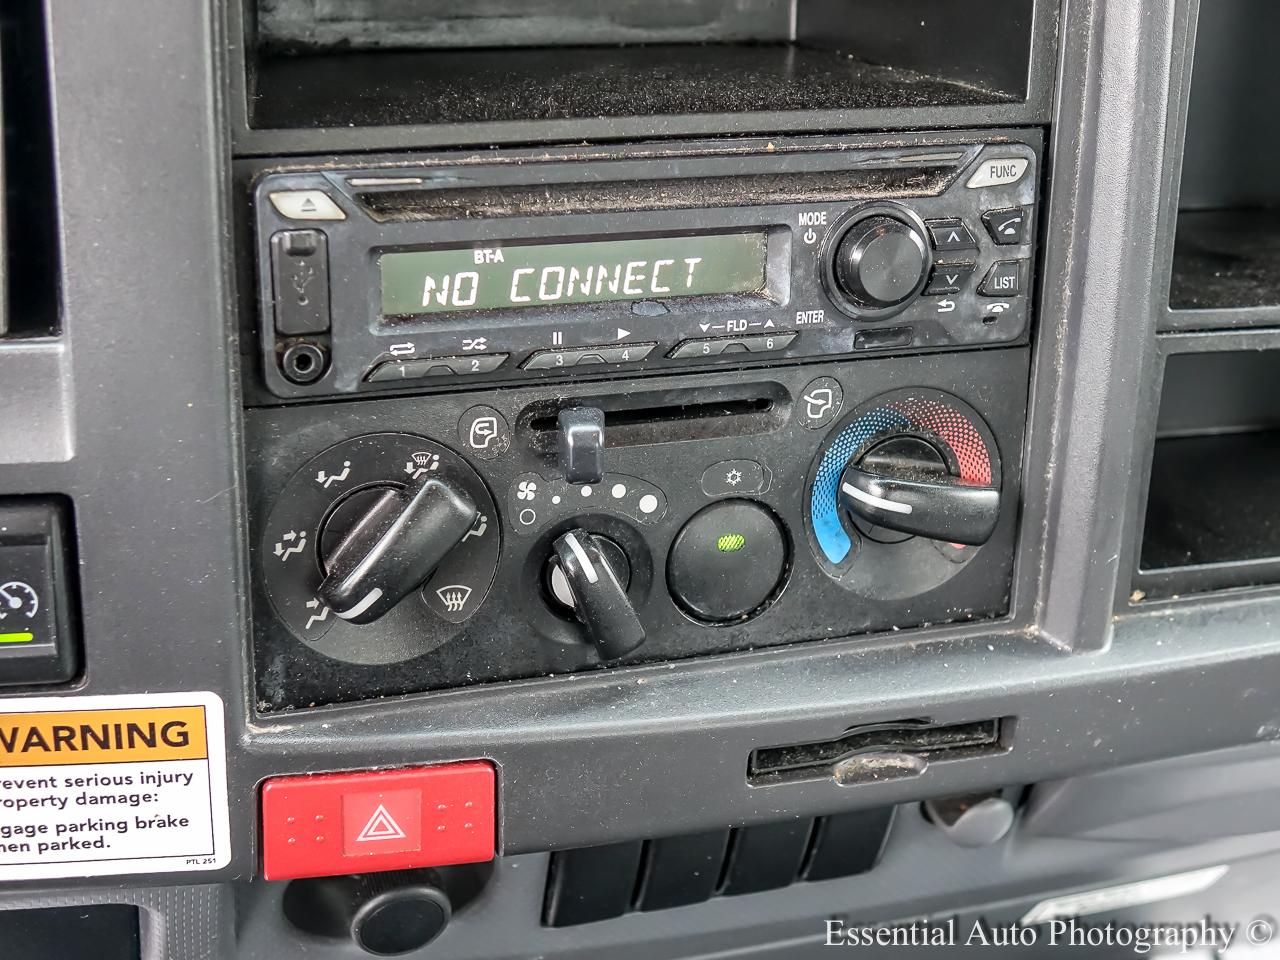 FUNC
MODE
BT-A
NO CONNECT
LIST
ENTER
FLD
1 2 3 4 5 6
WARNING
revent serious injury
roperty damage:
gage parking brake
hen parked.
PTL 251
Essential Auto Photography ©